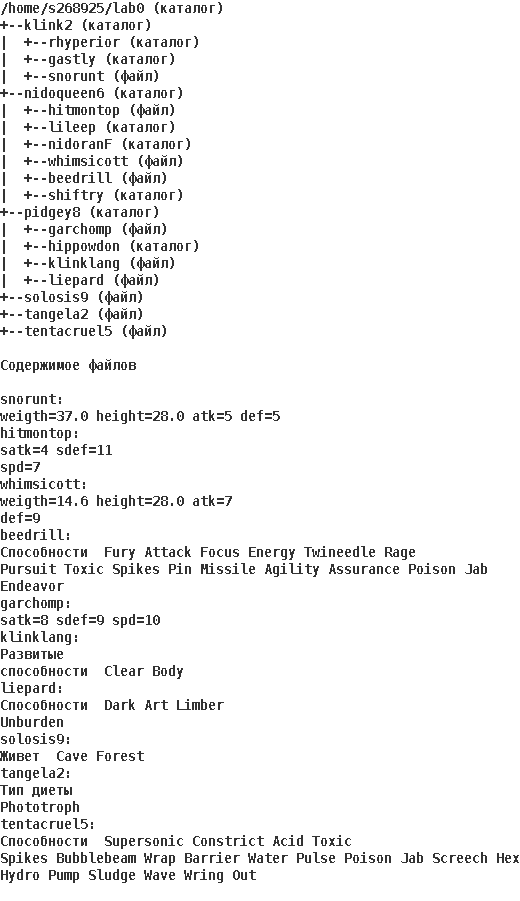 /home/s268925/lab0 (каталог)
+--klink2 (каталог)
|  +--rhyperior (каталог)
|  +--gastly (каталог)
|  +--snorunt (файл)
+--nidoqueen6 (каталог)
|  +--hitmontop (файл)
|  +--lileep (каталог)
|  +--nidoranF (каталог)
|  +--whimsicott (файл)
|  +--beedrill (файл)
|  +--shiftry (каталог)
+--pidgey8 (каталог)
|  +--garchomp (файл)
|  +--hippowdon (каталог)
|  +--klinklang (файл)
|  +--liepard (файл)
+--solosis9 (файл)
+--tangela2 (файл)
+--tentacruel5 (файл)

Содержимое файлов

snorunt:
weigth=37.0 height=28.0 atk=5 def=5
hitmontop:
satk=4 sdef=11
spd=7
whimsicott:
weigth=14.6 height=28.0 atk=7
def=9
beedrill:
Способности  Fury Attack Focus Energy Twineedle Rage
Pursuit Toxic Spikes Pin Missile Agility Assurance Poison Jab
Endeavor
garchomp:
satk=8 sdef=9 spd=10
klinklang:
Развитые
способности  Clear Body
liepard:
Способности  Dark Art Limber
Unburden
solosis9:
Живет  Cave Forest
tangela2:
Тип диеты
Phototroph
tentacruel5:
Способности  Supersonic Constrict Acid Toxic
Spikes Bubblebeam Wrap Barrier Water Pulse Poison Jab Screech Hex
Hydro Pump Sludge Wave Wring Out